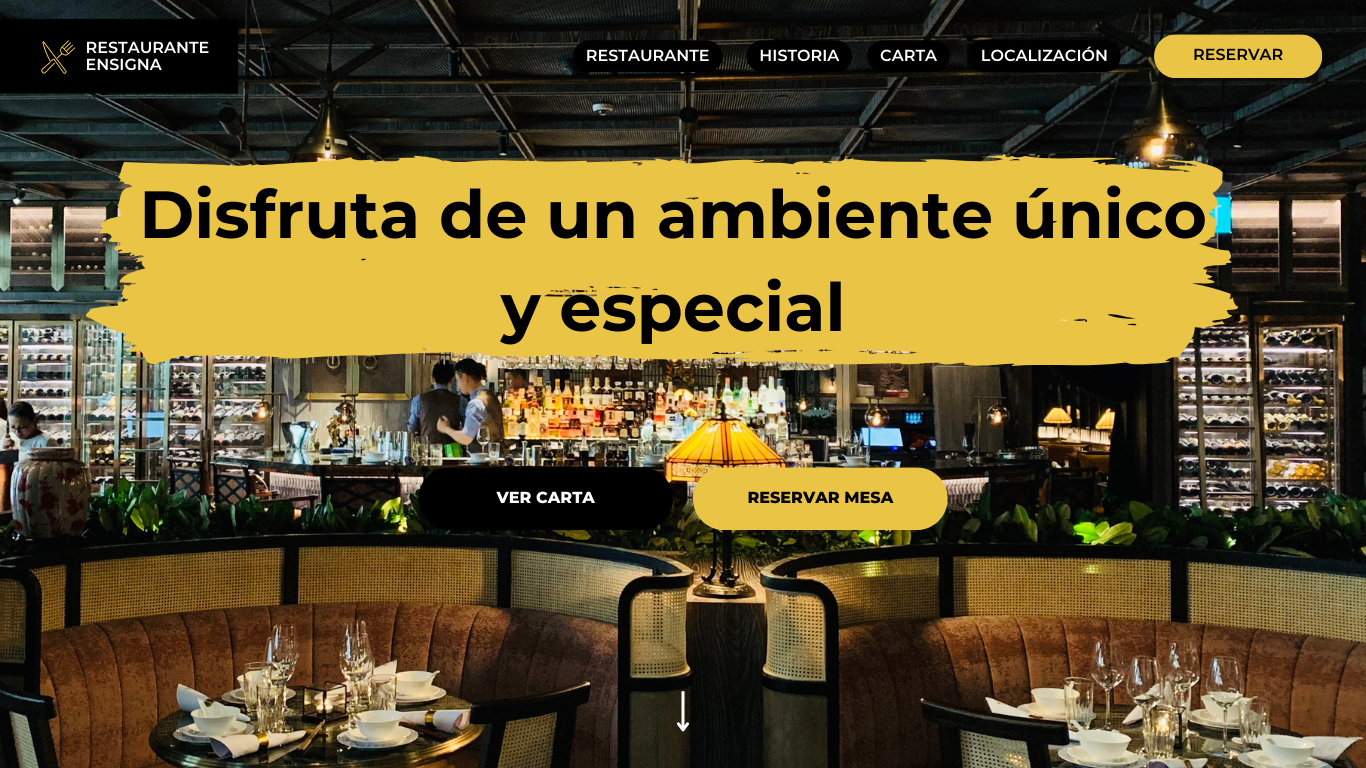 RESTAURANTE
ENSIGNA
RESTAURANTE
HISTORIA
CARTA
LOCALIZACIÓN
RESERVAR
Disfruta de un ambiente único
y especial
VER CARTA
RESERVAR MESA